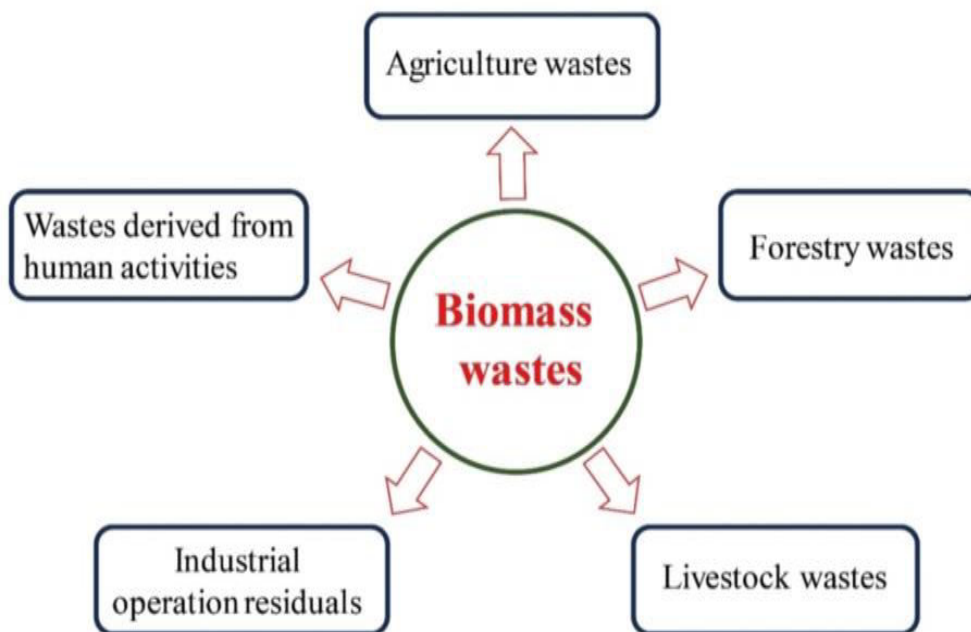 Agriculture wastes
Wastes derived from
human activities
Forestry wastes
Biomass
wastes
Industrial
operation residuals
Livestock wastes